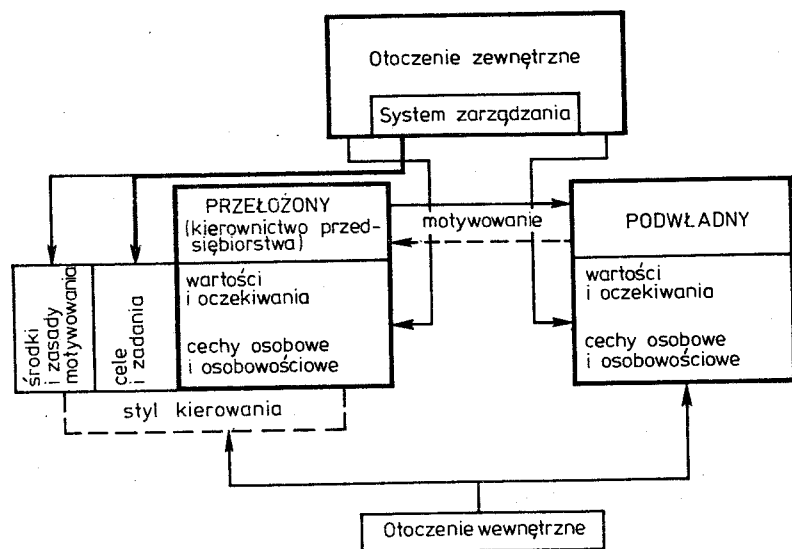 Otoczenie zewnętrzne
System zarządzania
PRZEŁOŻONY
(kierownictwo przed-
siębiorstwa)
motywowanie
PODWŁADNY
środki
i zasady
motywowania
cele
i zadania
wartości
i oczekiwania
cechy osobowe
i osobowościowe
wartości
i oczekiwania
cechy osobowe
i osobowościowe
styl kierowania
Otoczenie wewnętrzne